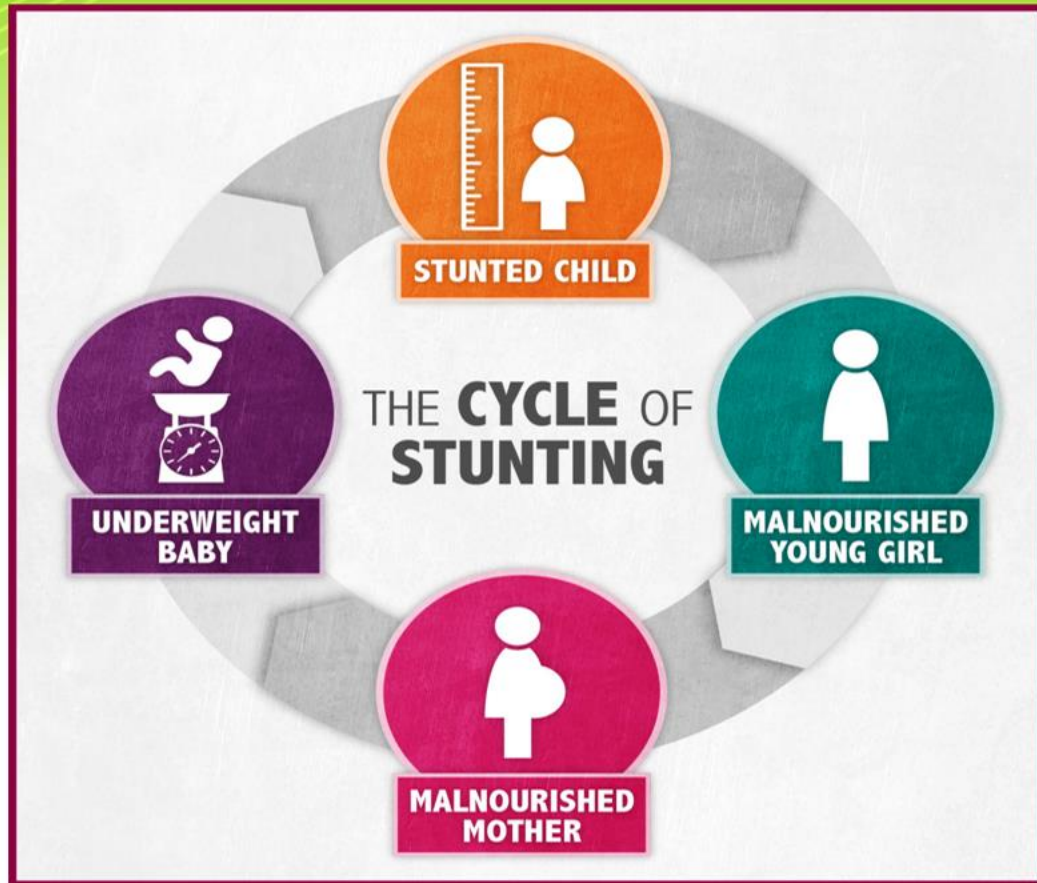 STUNTED CHILD
THE CYCLE OF
STUNTING
UNDERWEIGHT
BABY
MALNOURISHED
YOUNG GIRL
MALNOURISHED
MOTHER